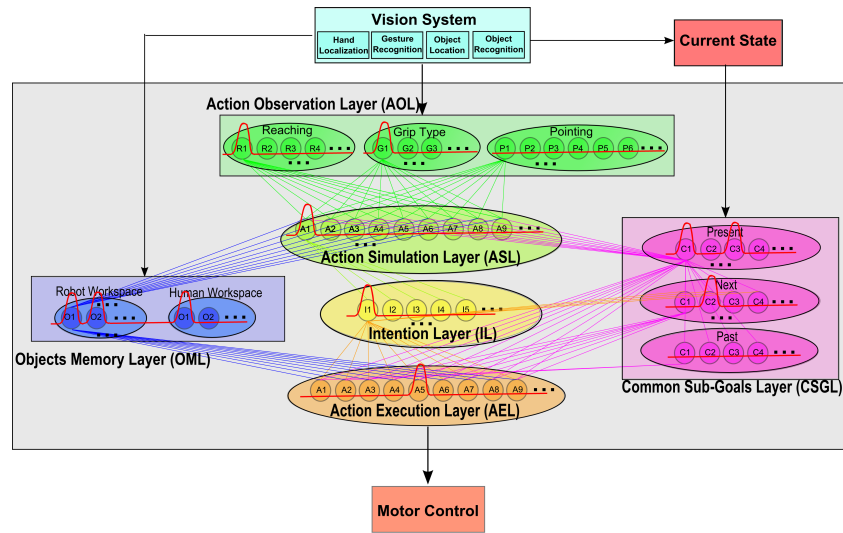 Vision System
Hand Localization
Gesture Recognition
Object Location
Object Recognition
Current State
Action Observation Layer (AOL)
Reaching
R1 R2 R3 R4
Grip Type
G1 G2 G3
Pointing
P1 P2 P3 P4 P5 P6
A1 A2 A3 A4 A5 A6 A7 A8 A9
Action Simulation Layer (ASL)
Present
C1 C2 C3 C4
Next
C1 C2 C3 C4
Past
C1 C2 C3 C4
Common Sub-Goals Layer (CSGL)
Robot Workspace
O1 O2
Human Workspace
O1 O2
Objects Memory Layer (OML)
I1 I2 I3 I4 I5
Intention Layer (IL)
A1 A2 A3 A4 A5 A6 A7 A8 A9
Action Execution Layer (AEL)
Motor Control